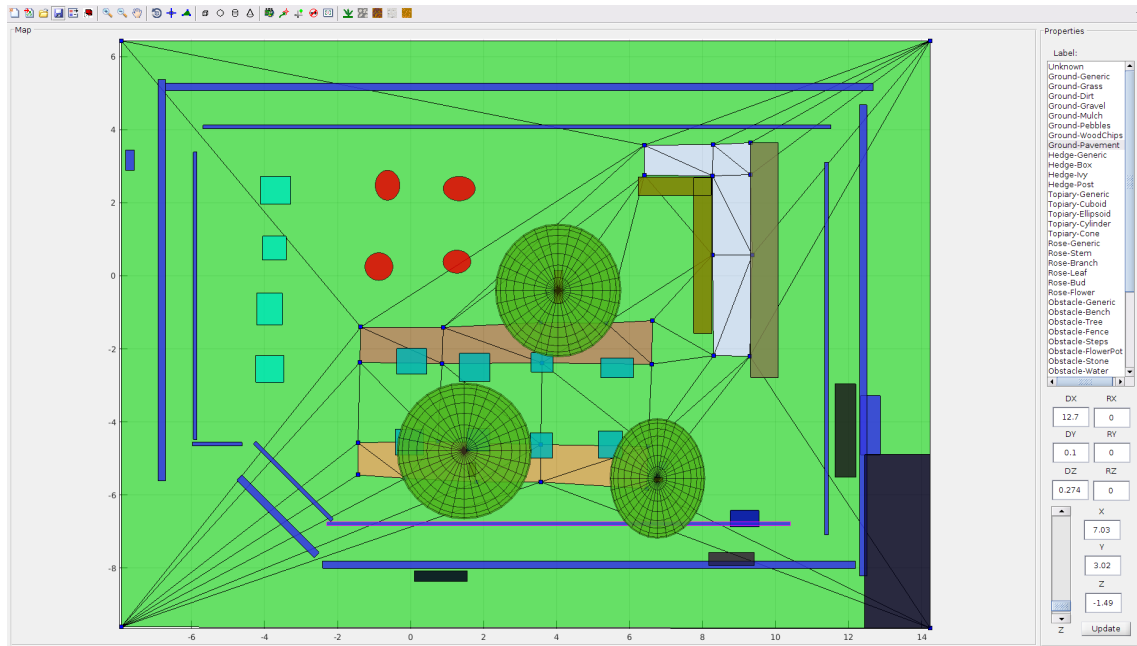 Map
Properties
Label:
Unknown
Ground-Generic
Ground-Grass
Ground-Dirt
Ground-Gravel
Ground-Mulch
Ground-Pebbles
Ground-WoodChips
Ground-Pavement
Hedge-Generic
Hedge-Box
Hedge-Ivy
Hedge-Post
Topiary-Generic
Topiary-Cuboid
Topiary-Ellipsoid
Topiary-Cylinder
Topiary-Cone
Rose-Generic
Rose-Stem
Rose-Branch
Rose-Leaf
Rose-Bud
Rose-Flower
Obstacle-Generic
Obstacle-Bench
Obstacle-Tree
Obstacle-Fence
Obstacle-Steps
Obstacle-FlowerPot
Obstacle-Stone
Obstacle-Water
DX RX
12.7 0
DY RY
0.1 0
DZ RZ
0.274 0
X
7.03
Y
3.02
Z
-1.49
Z Update
6
4
2
0
-2
-4
-6
-8
-6 -4 -2 0 2 4 6 8 10 12 14